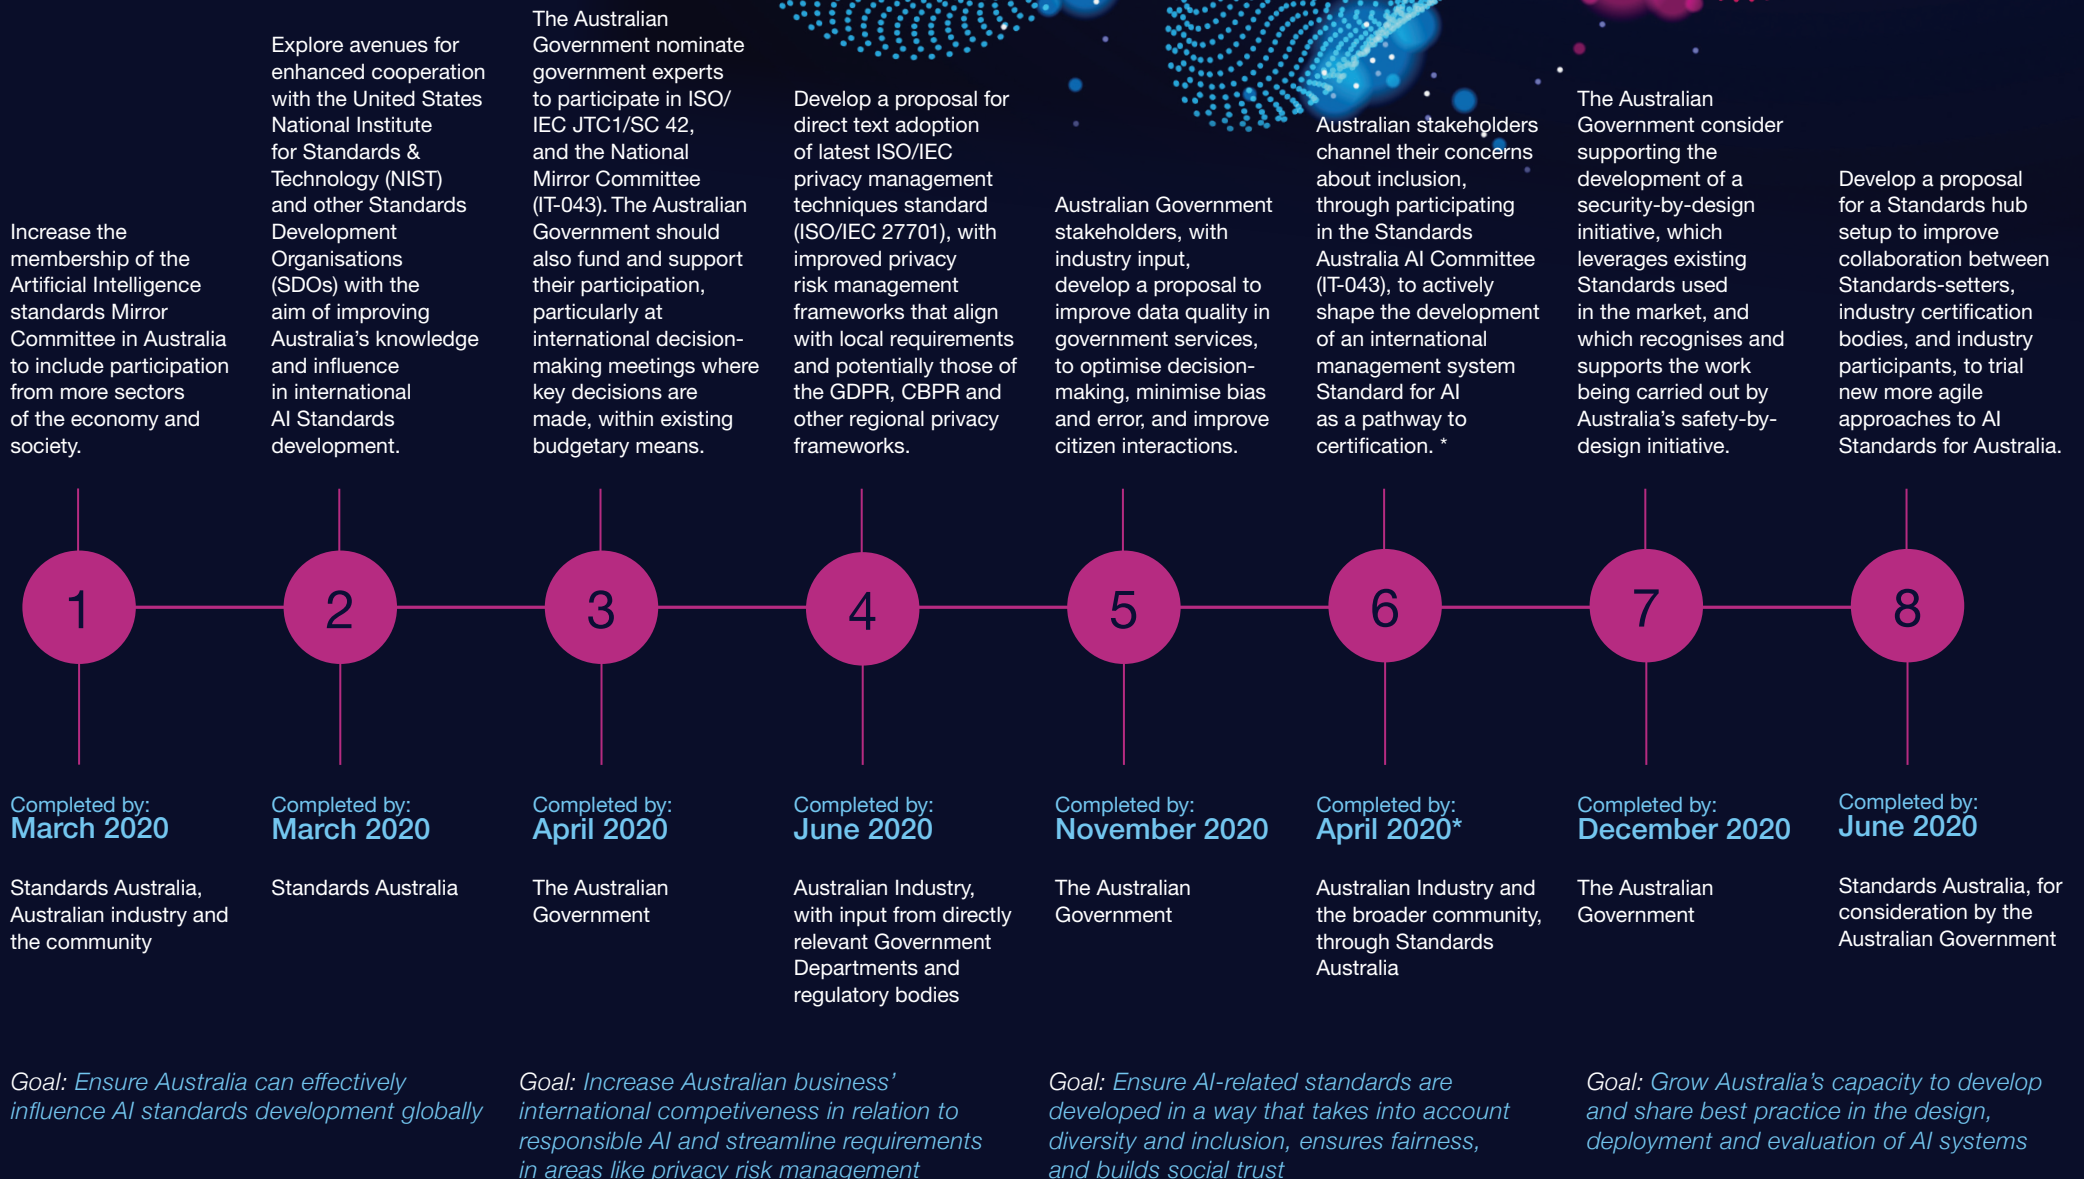 Increase the
membership of the
Artificial Intelligence
standards Mirror
Committee in Australia
to include participation
from more sectors
of the economy and
society.
Explore avenues for
enhanced cooperation
with the United States
National Institute
for Standards &
Technology (NIST)
and other Standards
Development
Organisations
(SDOs) with the
aim of improving
Australia's knowledge
and influence
in international
AI Standards
development.
The Australian
Government nominate
government experts
to participate in ISO/
IEC JTC1/SC 42,
and the National
Mirror Committee
(IT-043). The Australian
Government should
also fund and support
their participation,
particularly at
international decision-
making meetings where
key decisions are
made, within existing
budgetary means.
Develop a proposal for
direct text adoption
of latest ISO/IEC
privacy management
techniques standard
(ISO/IEC 27701), with
improved privacy
risk management
frameworks that align
with local requirements
and potentially those of
the GDPR, CBPR and
other regional privacy
frameworks.
Australian Government
stakeholders, with
industry input,
develop a proposal to
improve data quality in
government services,
to optimise decision-
making, minimise bias
and error, and improve
citizen interactions.
Australian stakeholders
channel their concerns
about inclusion,
through participating
in the Standards
Australia AI Committee
(IT-043), to actively
shape the development
of an international
management system
Standard for AI
as a pathway to
certification. *
The Australian
Government consider
supporting the
development of a
security-by-design
initiative, which
leverages existing
Standards used
in the market, and
which recognises and
supports the work
being carried out by
Australia's safety-by-
design initiative.
Develop a proposal
for a Standards hub
setup to improve
collaboration between
Standards-setters,
industry certification
bodies, and industry
participants, to trial
new more agile
approaches to AI
Standards for Australia.
1
2
3
4
5
6
7
8
Completed by:
March 2020
Standards Australia,
Australian industry and
the community
Completed by:
March 2020
Standards Australia
Completed by:
April 2020
The Australian
Government
Completed by:
June 2020
Australian Industry,
with input from directly
relevant Government
Departments and
regulatory bodies
Completed by:
November 2020
The Australian
Government
Completed by:
April 2020*
Australian Industry and
the broader community,
through Standards
Australia
Completed by:
December 2020
The Australian
Government
Completed by:
June 2020
Standards Australia, for
consideration by the
Australian Government
Goal: Ensure Australia can effectively
influence AI standards development globally
Goal: Increase Australian business'
international competiveness in relation to
responsible AI and streamline requirements
in areas like privacy risk management
Goal: Ensure AI-related standards are
developed in a way that takes into account
diversity and inclusion, ensures fairness,
and builds social trust
Goal: Grow Australia's capacity to develop
and share best practice in the design,
deployment and evaluation of AI systems